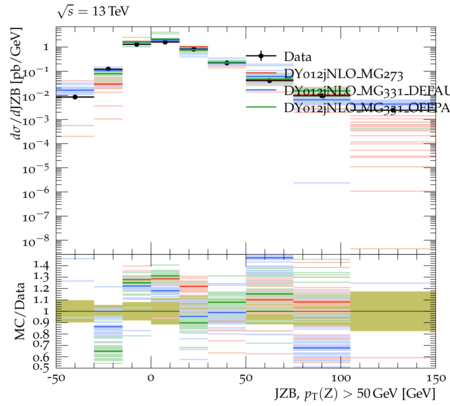 √s = 13 TeV
dσ/dJZB [pb/GeV]
1
10⁻¹
10⁻²
10⁻³
10⁻⁴
10⁻⁵
10⁻⁶
10⁻⁷
10⁻⁸
Data
DY012jNLO_MG273
DY012jNLO_MG331_DEFAU
DY012jNLO_MG331_OFFPA
MC/Data
1.4
1.3
1.2
1.1
1
0.9
0.8
0.7
0.6
0.5
-50 0 50 100 150
JZB, p_T(Z) > 50 GeV [GeV]